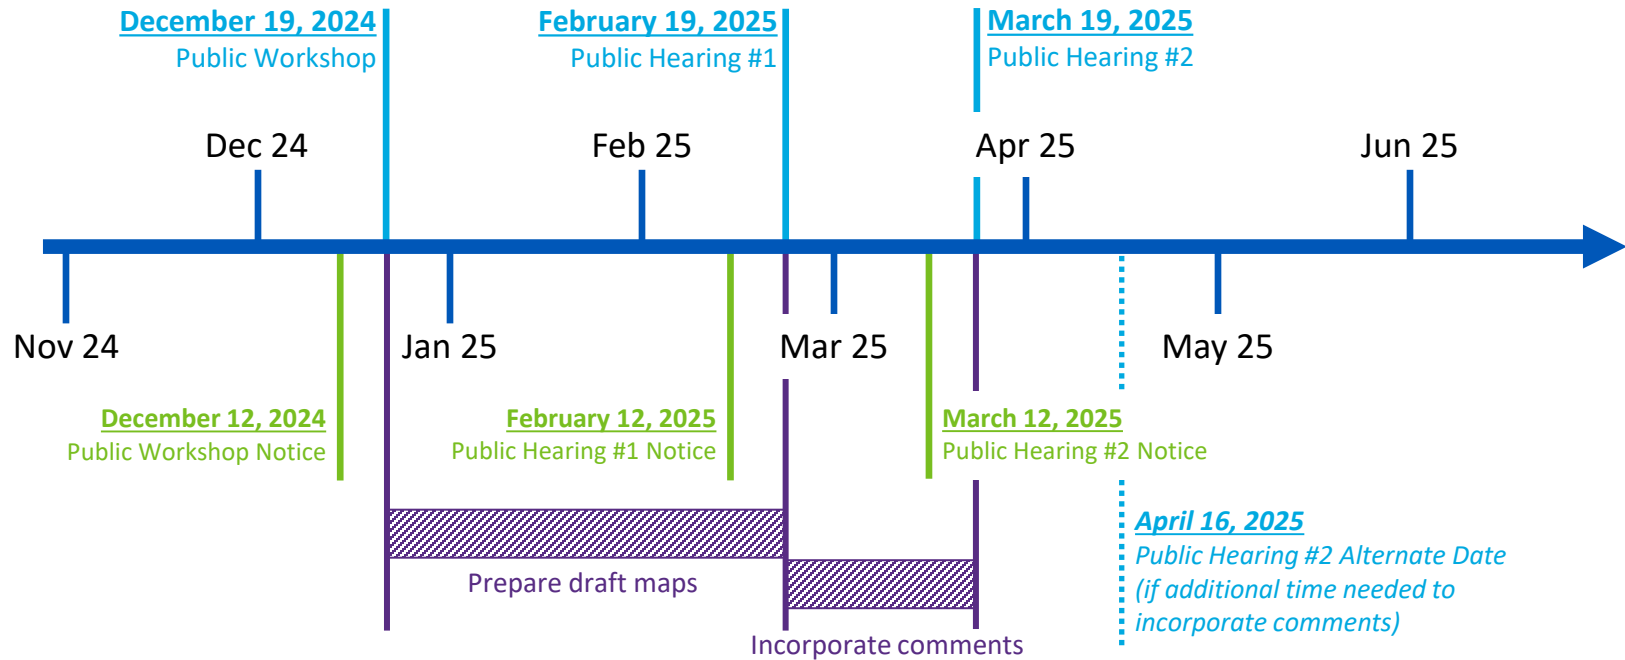 December 19, 2024
Public Workshop
February 19, 2025
Public Hearing #1
March 19, 2025
Public Hearing #2
Dec 24
Feb 25
Apr 25
Jun 25
Nov 24
Jan 25
Mar 25
May 25
December 12, 2024
Public Workshop Notice
February 12, 2025
Public Hearing #1 Notice
March 12, 2025
Public Hearing #2 Notice
April 16, 2025
Public Hearing #2 Alternate Date
(if additional time needed to
incorporate comments)
Prepare draft maps
Incorporate comments